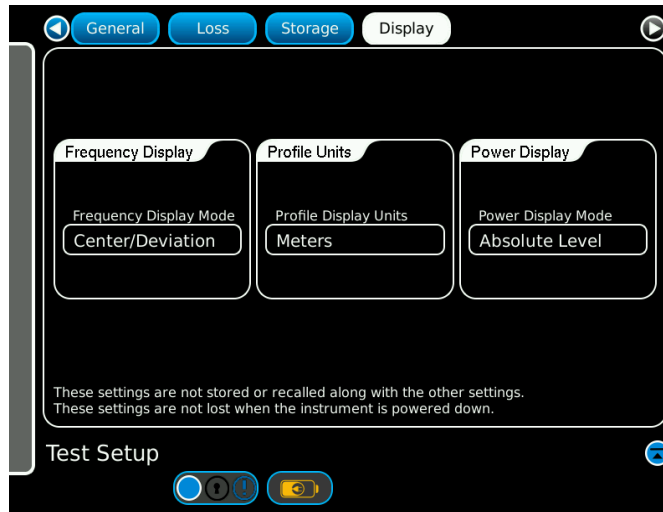 General
Loss
Storage
Display
Frequency Display
Profile Units
Power Display
Frequency Display Mode
Profile Display Units
Power Display Mode
Center/Deviation
Meters
Absolute Level
These settings are not stored or recalled along with the other settings.
These settings are not lost when the instrument is powered down.
Test Setup